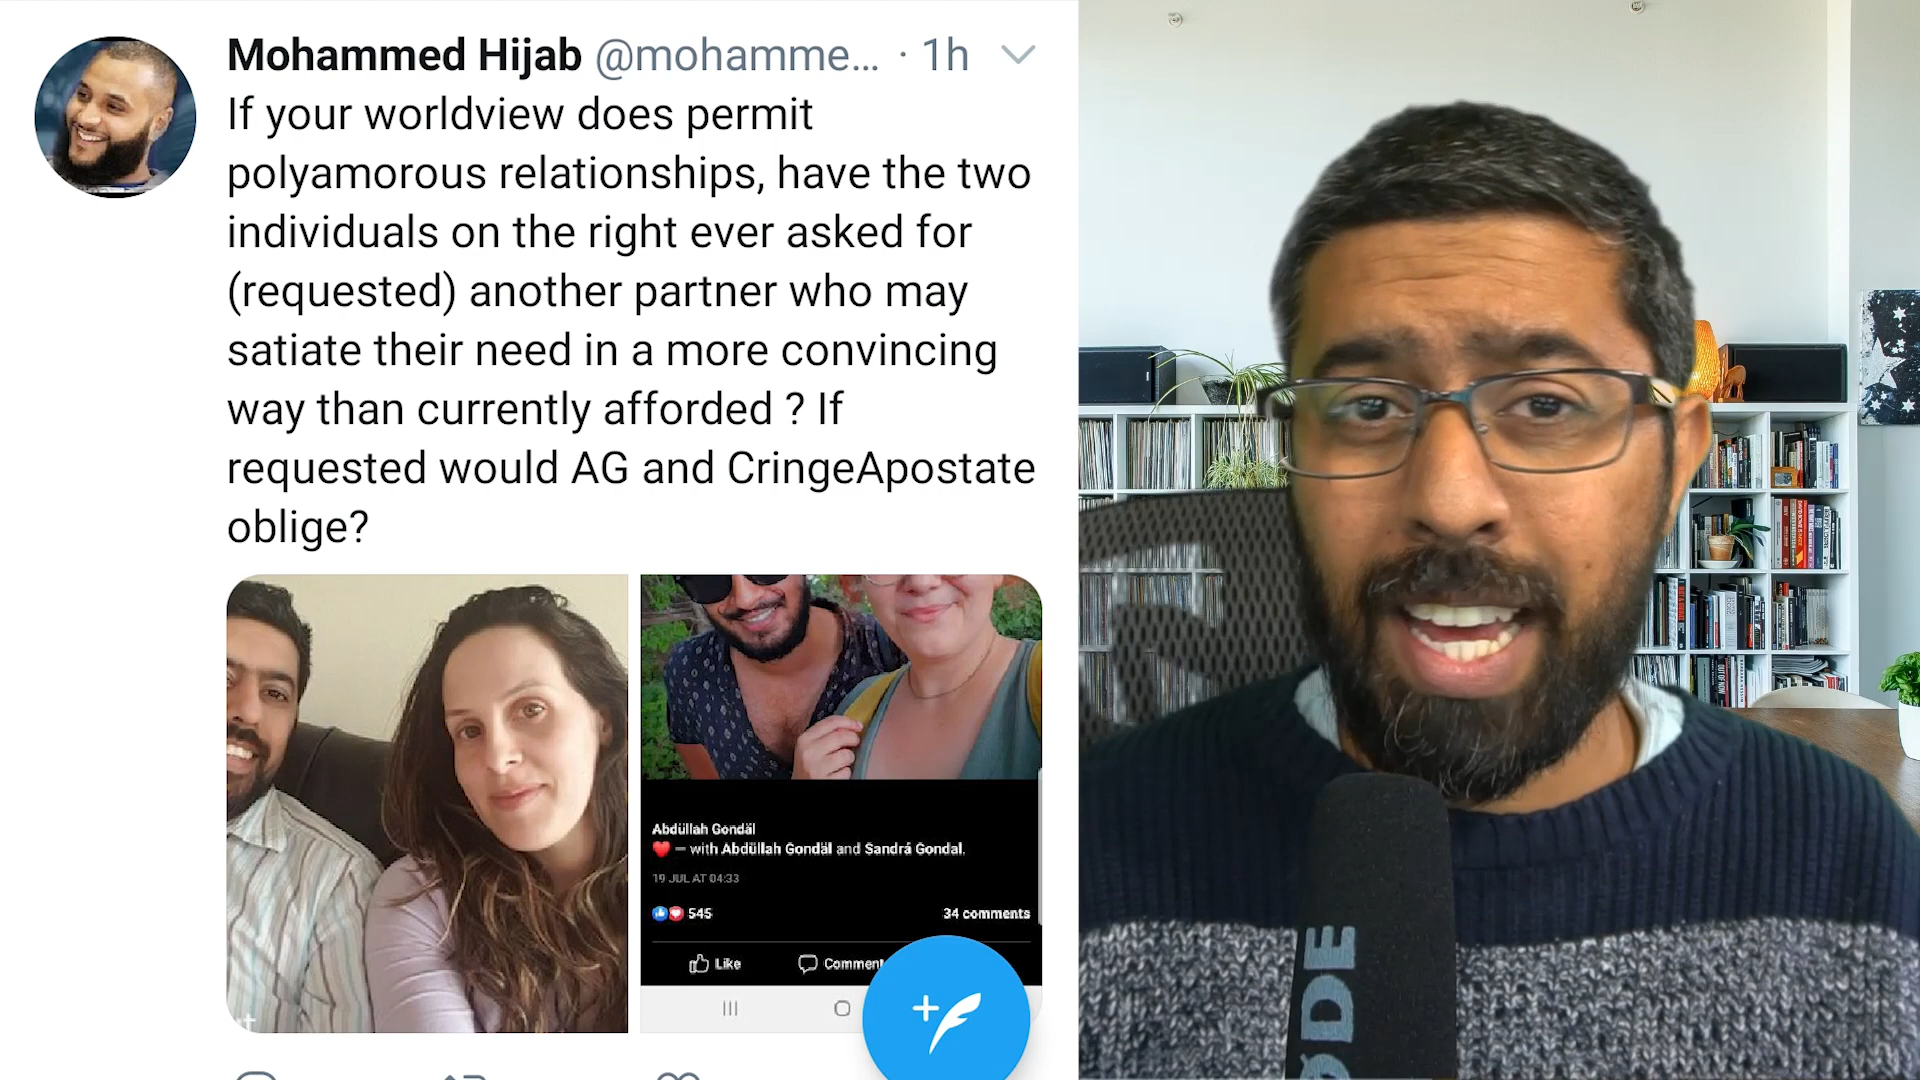 Mohammed Hijab @mohamme... · 1h
If your worldview does permit
polyamorous relationships, have the two
individuals on the right ever asked for
(requested) another partner who may
satiate their need in a more convincing
way than currently afforded ? If
requested would AG and CringeApostate
oblige?
Abdüllah Gondäl
❤️ — with Abdüllah Gondäl and Sandrá Gondal.
19 JUL AT 04:33
545 34 comments
Like Comment
ØDE